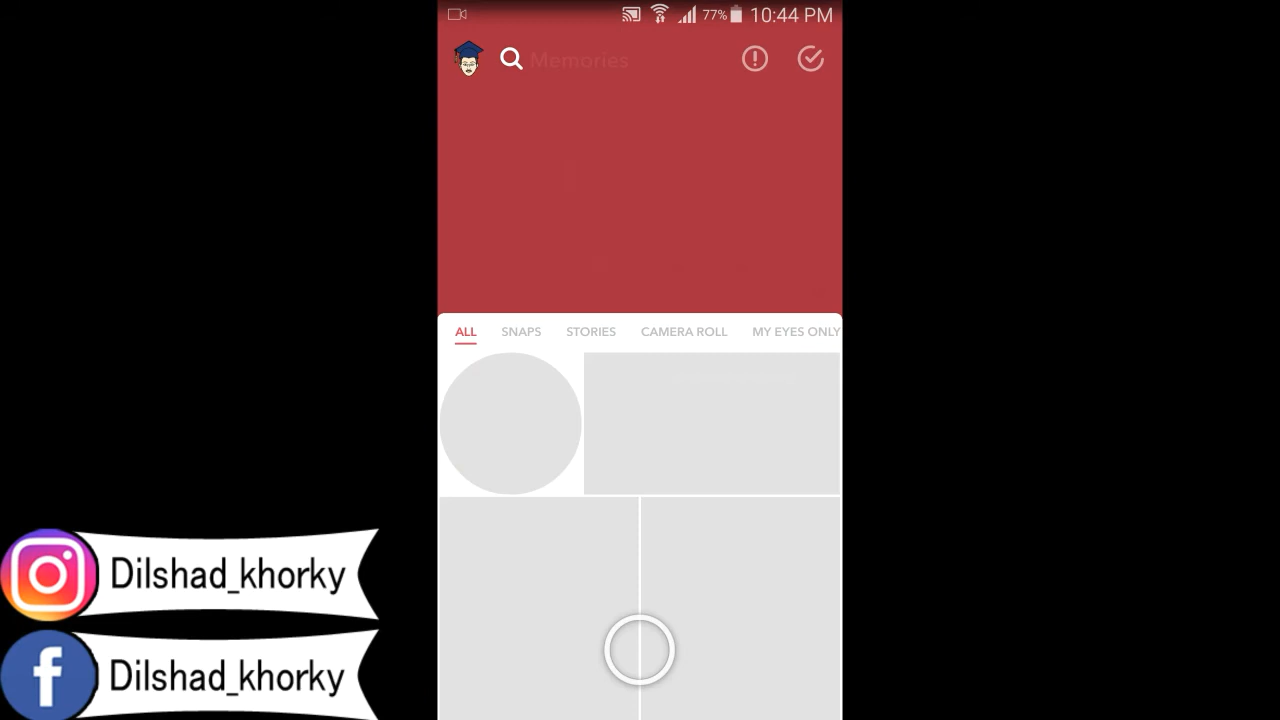 77% 10:44 PM
Memories
ALL SNAPS STORIES CAMERA ROLL MY EYES ONLY
Dilshad_khorky
Dilshad_khorky